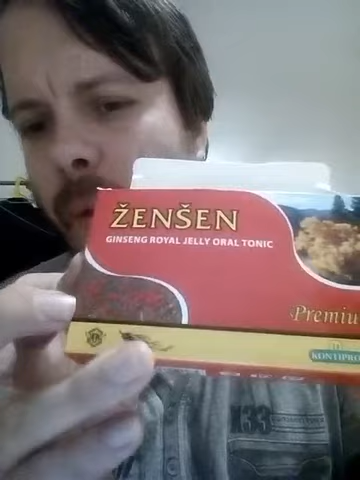 ŽENŠEN
GINSENG ROYAL JELLY ORAL TONIC
Premiu
KONTIPRO